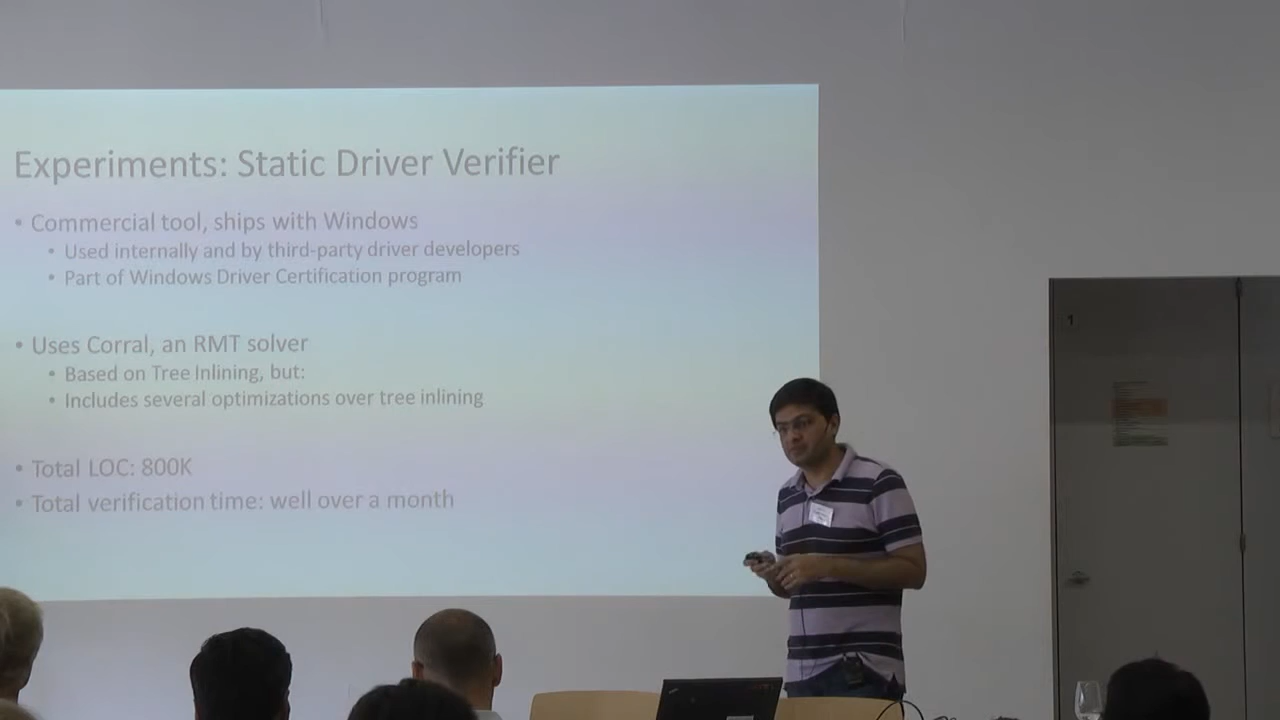 Experiments: Static Driver Verifier
• Commercial tool, ships with Windows
• Used internally and by third-party driver developers
• Part of Windows Driver Certification program
• Uses Corral, an RMT solver
• Based on Tree Inlining, but:
• Includes several optimizations over tree inlining
• Total LOC: 800K
• Total verification time: well over a month
1